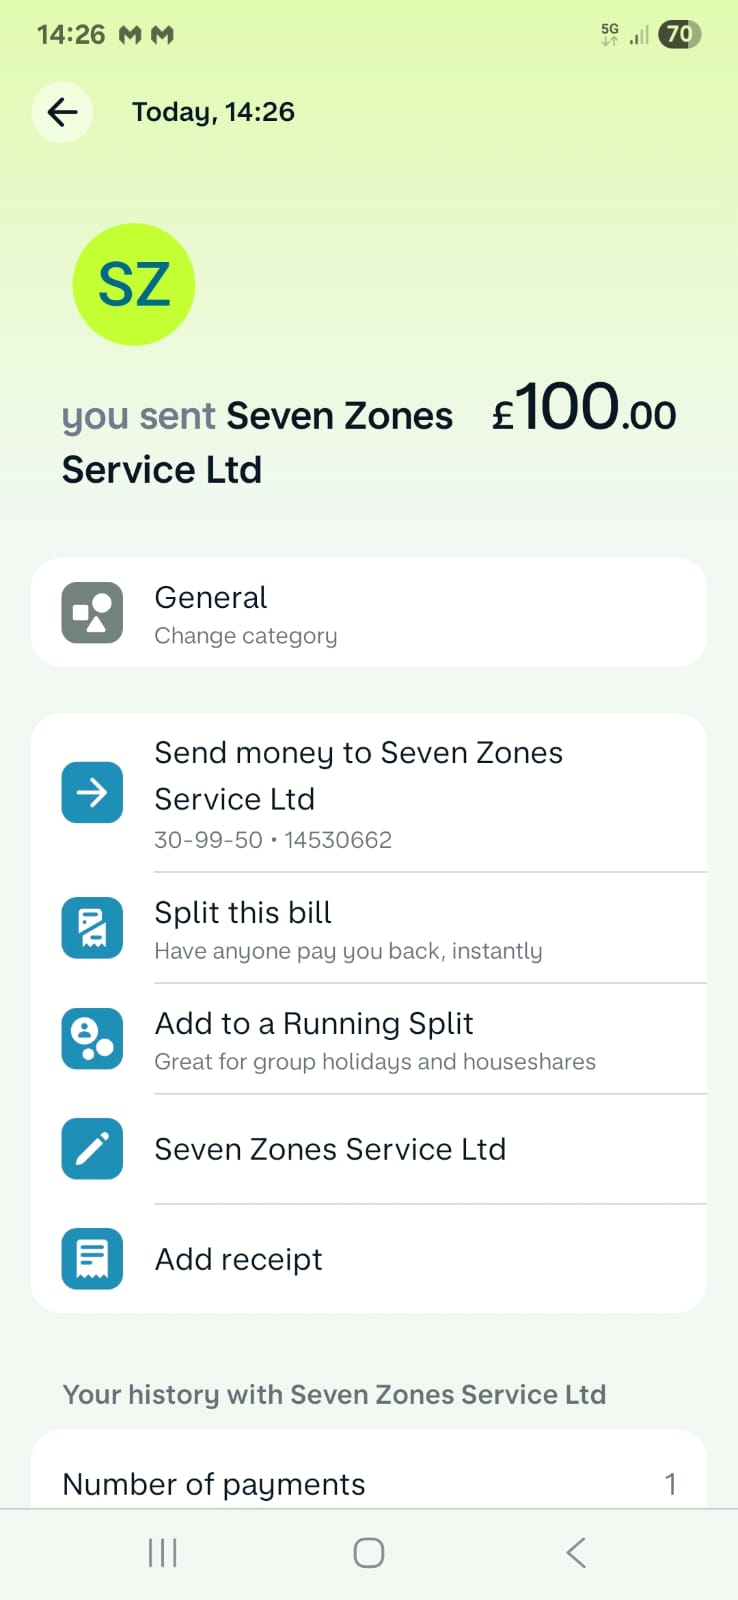 14:26
5G
70
Today, 14:26
SZ
you sent Seven Zones £100.00
Service Ltd
General
Change category
Send money to Seven Zones
Service Ltd
30-99-50 • 14530662
Split this bill
Have anyone pay you back, instantly
Add to a Running Split
Great for group holidays and houseshares
Seven Zones Service Ltd
Add receipt
Your history with Seven Zones Service Ltd
Number of payments 1